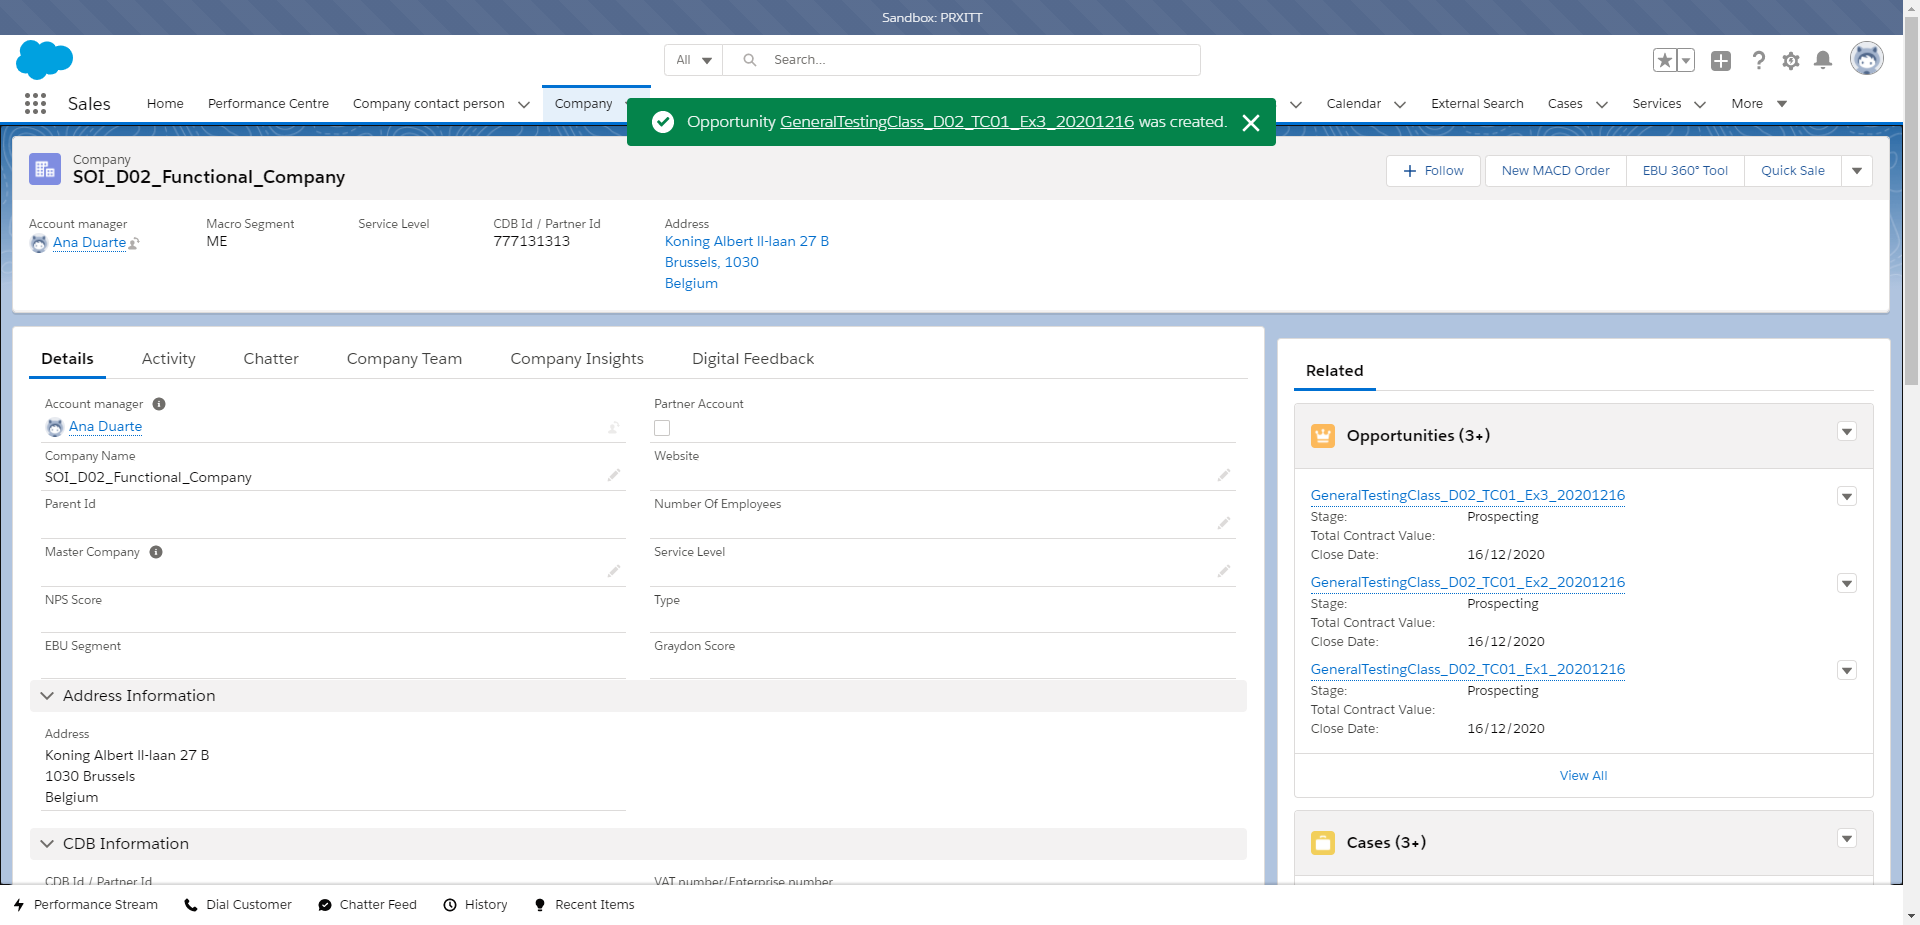 Sandbox: PRXITT
All
Search...
Sales
Home
Performance Centre
Company contact person
Company
Calendar
External Search
Cases
Services
More
Opportunity GeneralTestingClass_D02_TC01_Ex3_20201216 was created.
Company
SOI_D02_Functional_Company
Follow
New MACD Order
EBU 360° Tool
Quick Sale
Account manager
Ana Duarte
Macro Segment
ME
Service Level
CDB Id / Partner Id
777131313
Address
Koning Albert II-laan 27 B
Brussels, 1030
Belgium
Details
Activity
Chatter
Company Team
Company Insights
Digital Feedback
Account manager
Ana Duarte
Partner Account
Company Name
SOI_D02_Functional_Company
Website
Parent Id
Number Of Employees
Master Company
Service Level
NPS Score
Type
EBU Segment
Graydon Score
Address Information
Address
Koning Albert II-laan 27 B
1030 Brussels
Belgium
CDB Information
CDB Id / Partner Id
VAT number/Enterprise number
Related
Opportunities (3+)
GeneralTestingClass_D02_TC01_Ex3_20201216
Stage: Prospecting
Total Contract Value:
Close Date: 16/12/2020
GeneralTestingClass_D02_TC01_Ex2_20201216
Stage: Prospecting
Total Contract Value:
Close Date: 16/12/2020
GeneralTestingClass_D02_TC01_Ex1_20201216
Stage: Prospecting
Total Contract Value:
Close Date: 16/12/2020
View All
Cases (3+)
Performance Stream
Dial Customer
Chatter Feed
History
Recent Items